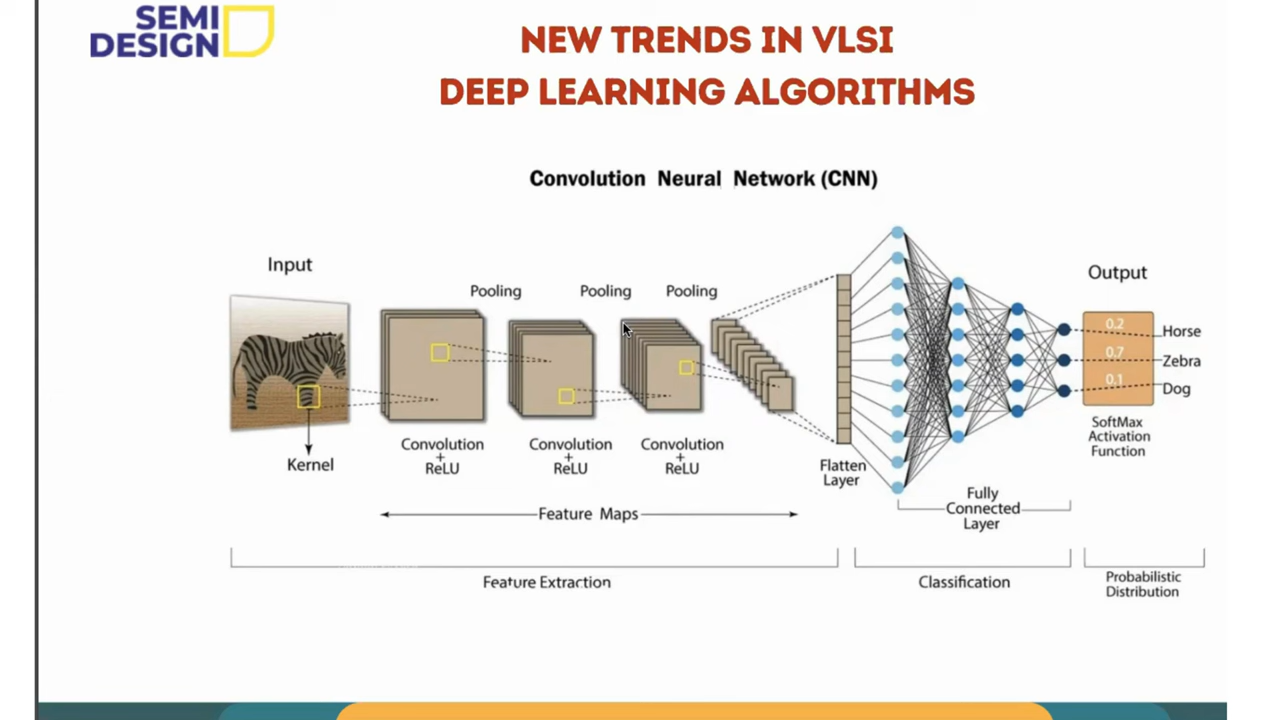 SEMI
DESIGN
NEW TRENDS IN VLSI
DEEP LEARNING ALGORITHMS
Convolution Neural Network (CNN)
Input
Pooling
Pooling
Pooling
Output
0.2
Horse
0.7
Zebra
0.1
Dog
Kernel
Convolution
+
ReLU
Convolution
+
ReLU
Convolution
+
ReLU
Flatten
Layer
SoftMax
Activation
Function
Feature Maps
Fully
Connected
Layer
Feature Extraction
Classification
Probabilistic
Distribution